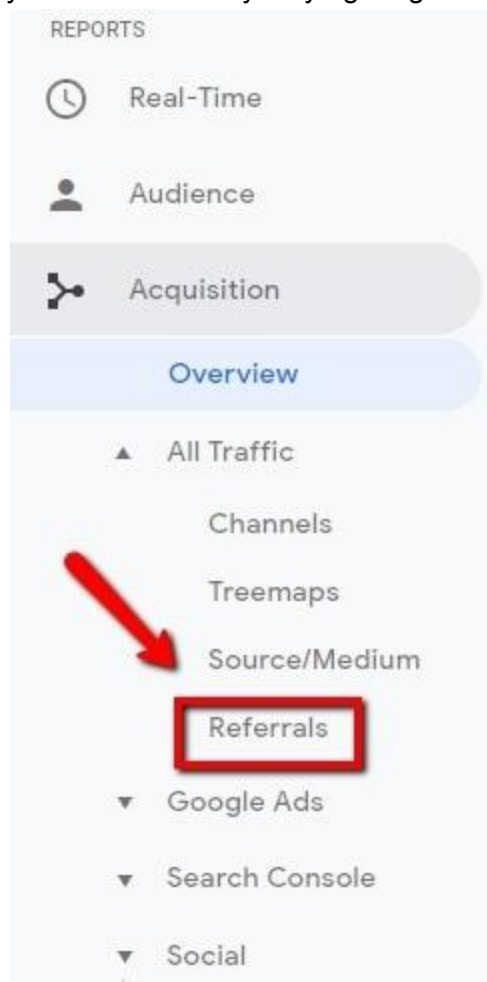 REPORTS
Real-Time
Audience
Acquisition
Overview
All Traffic
Channels
Treemaps
Source/Medium
Referrals
Google Ads
Search Console
Social